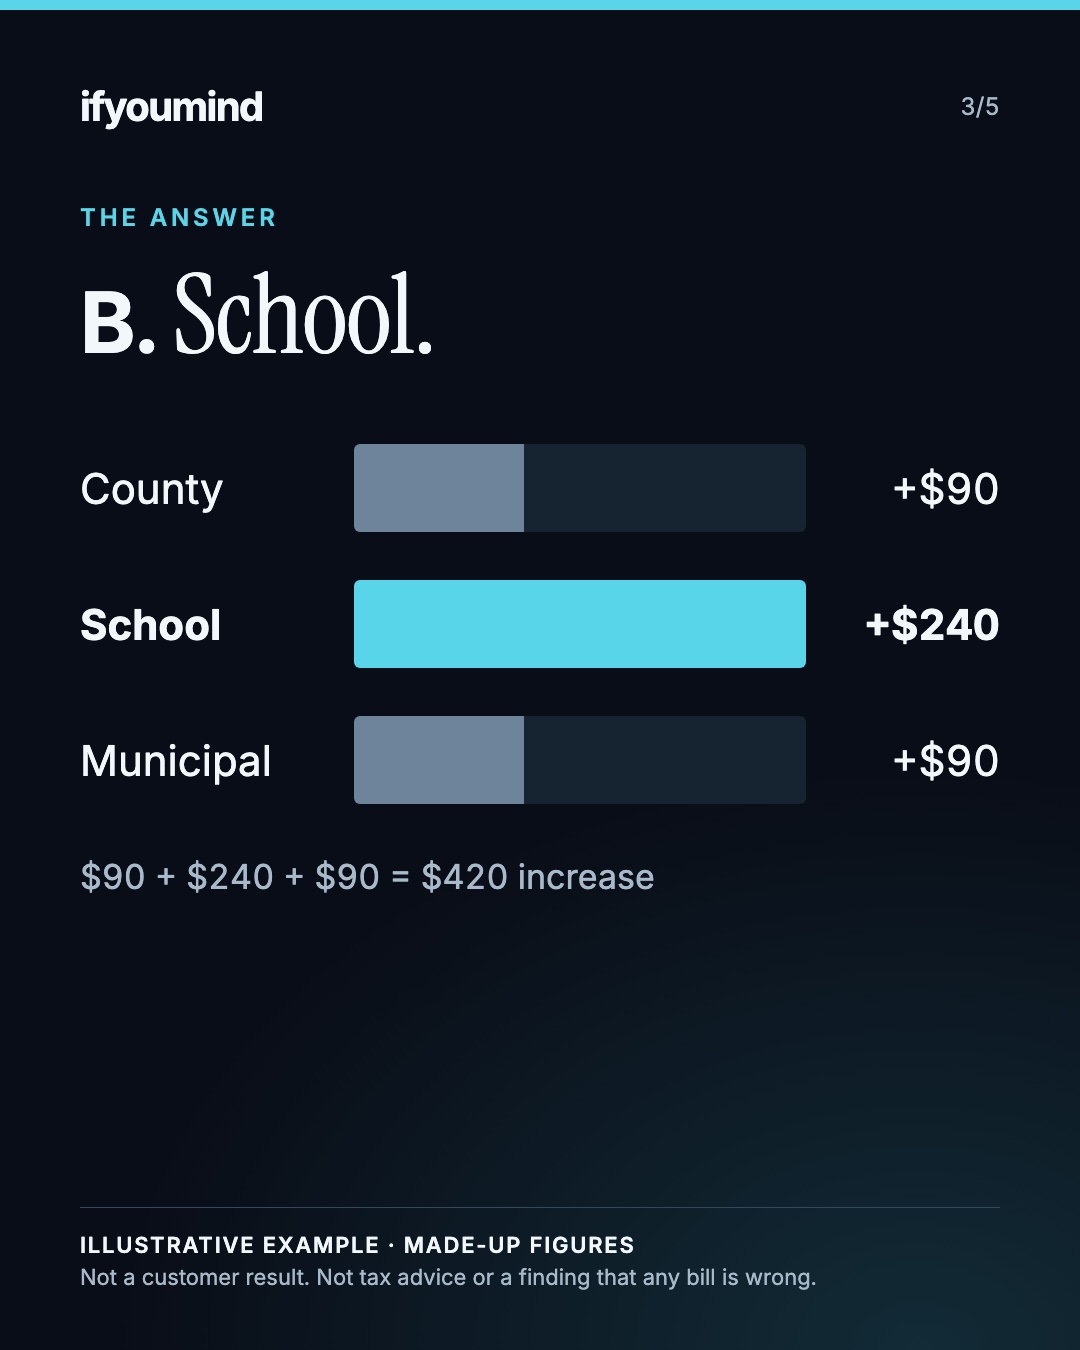 ifyoumind
3/5
THE ANSWER
B. School.
County +$90
School +$240
Municipal +$90
$90 + $240 + $90 = $420 increase
ILLUSTRATIVE EXAMPLE · MADE-UP FIGURES
Not a customer result. Not tax advice or a finding that any bill is wrong.